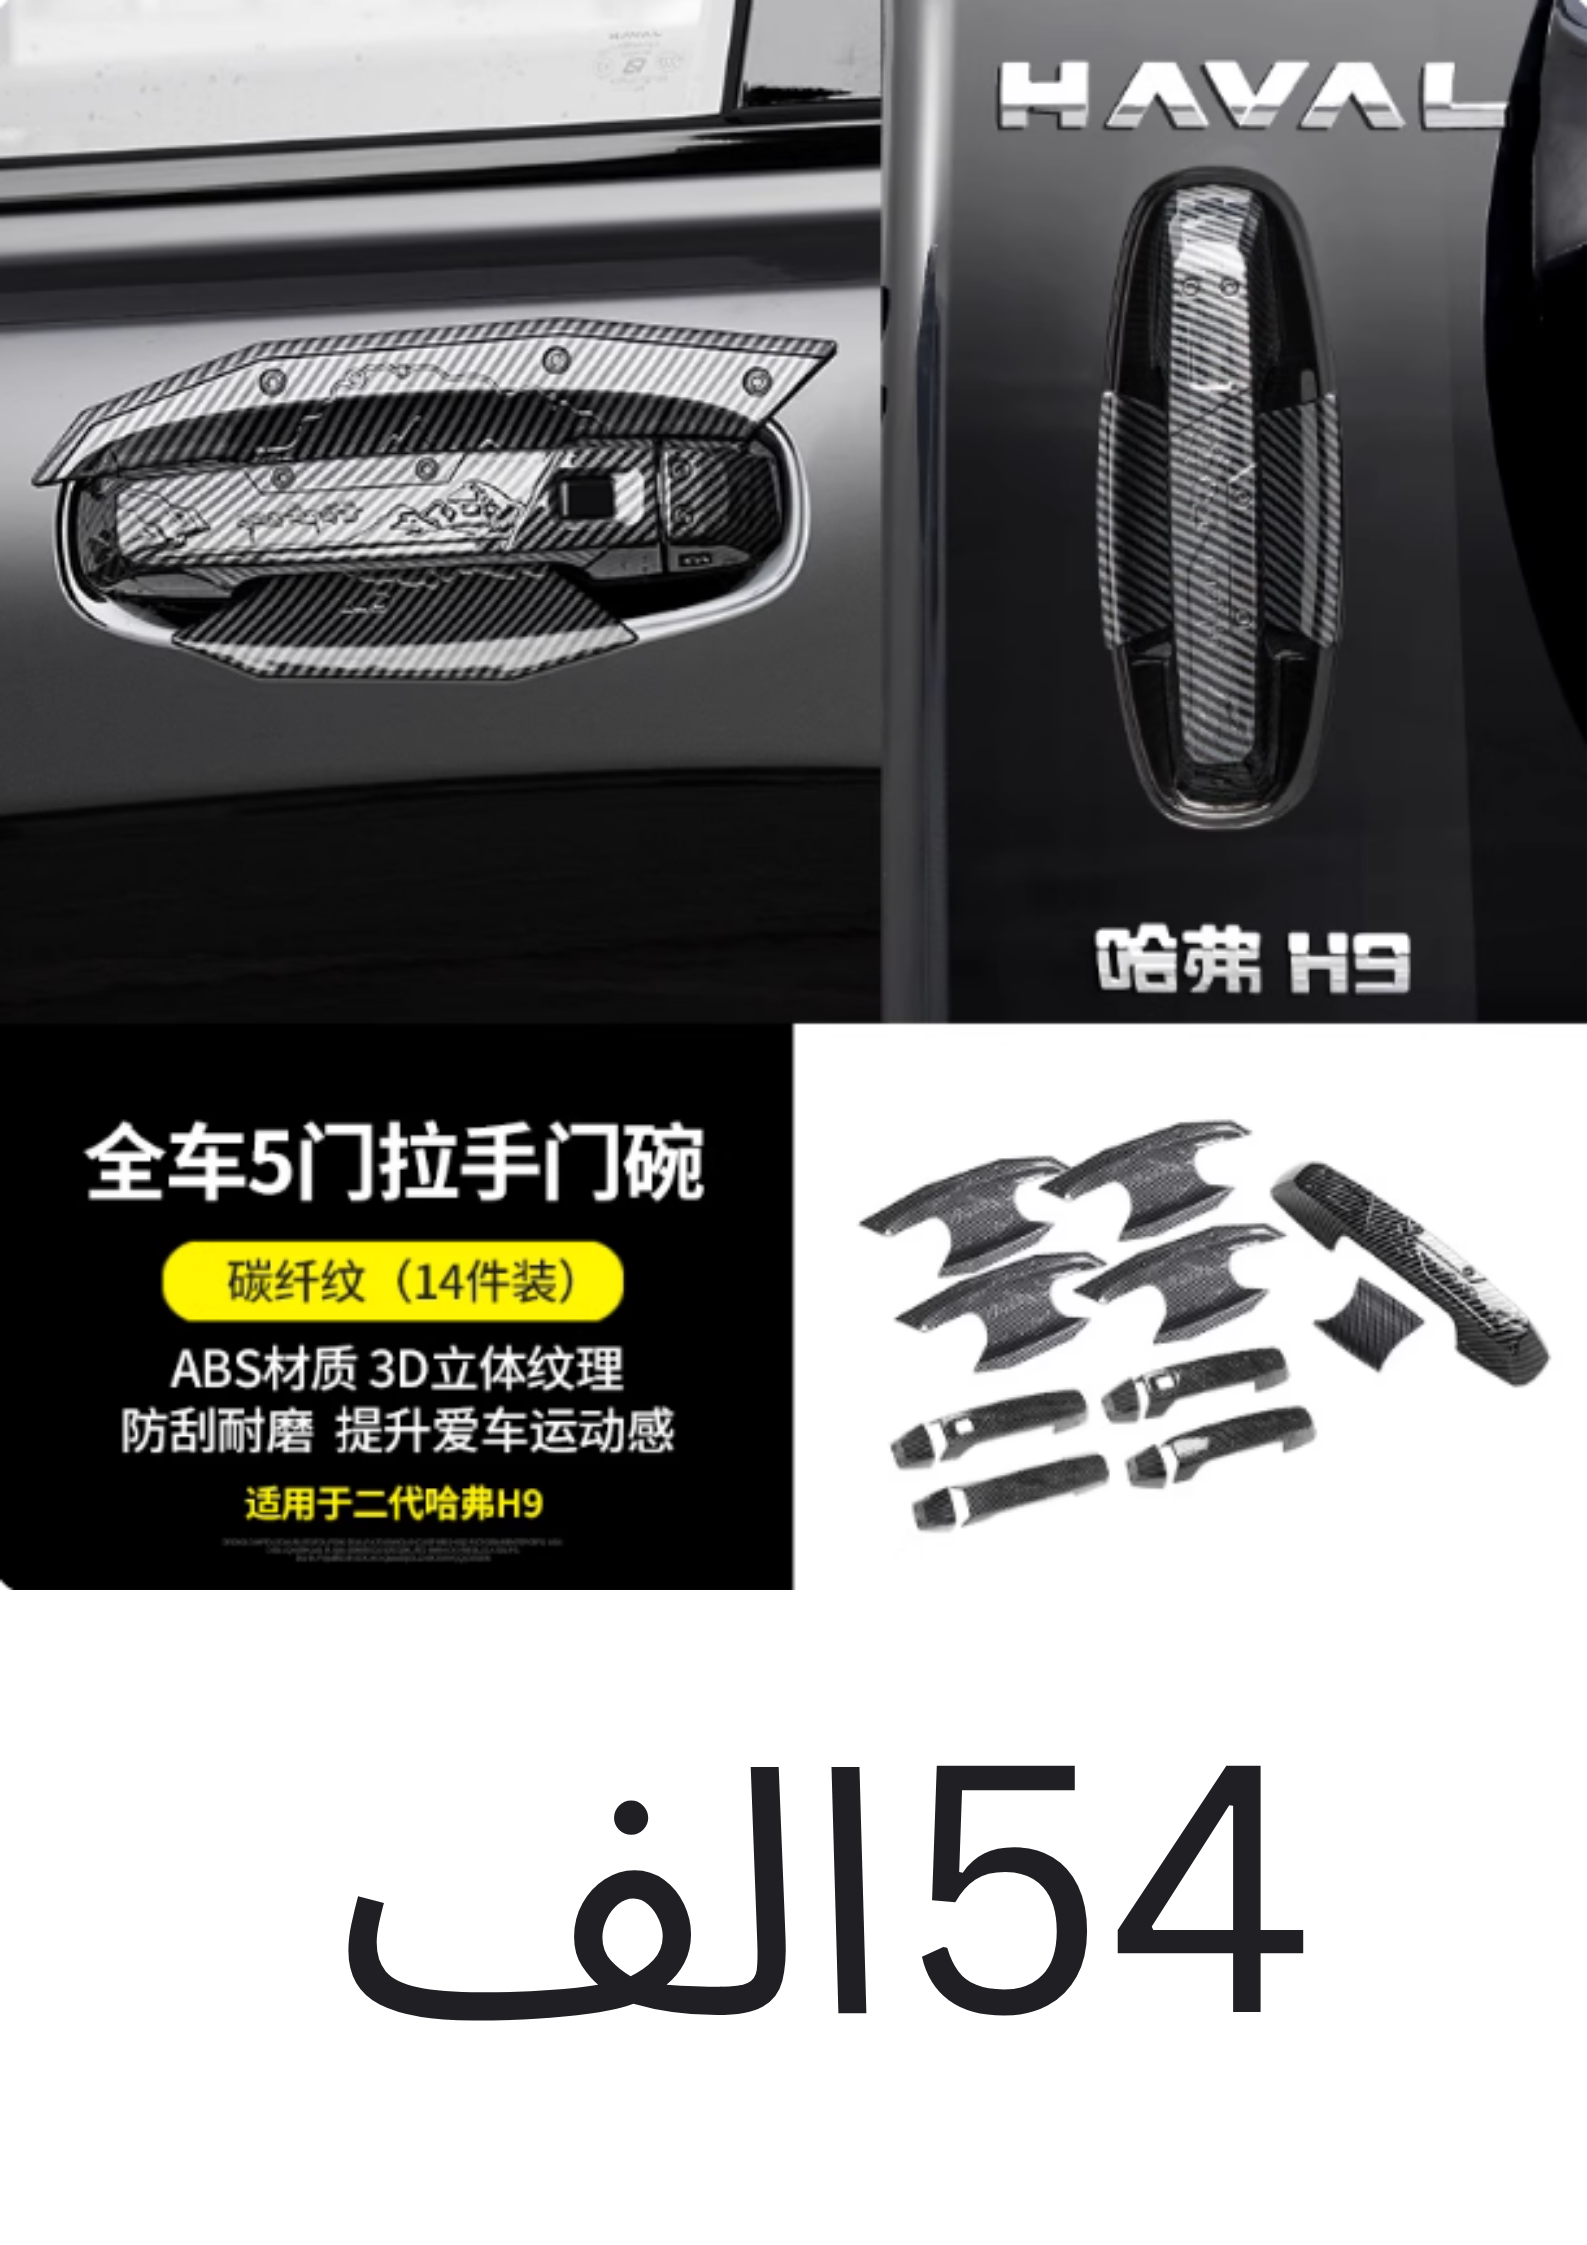 HAVAL
哈弗 H9
全车5门拉手门碗
碳纤纹（14件装）
ABS材质 3D立体纹理
防刮耐磨 提升爱车运动感
适用于二代哈弗H9
54الف